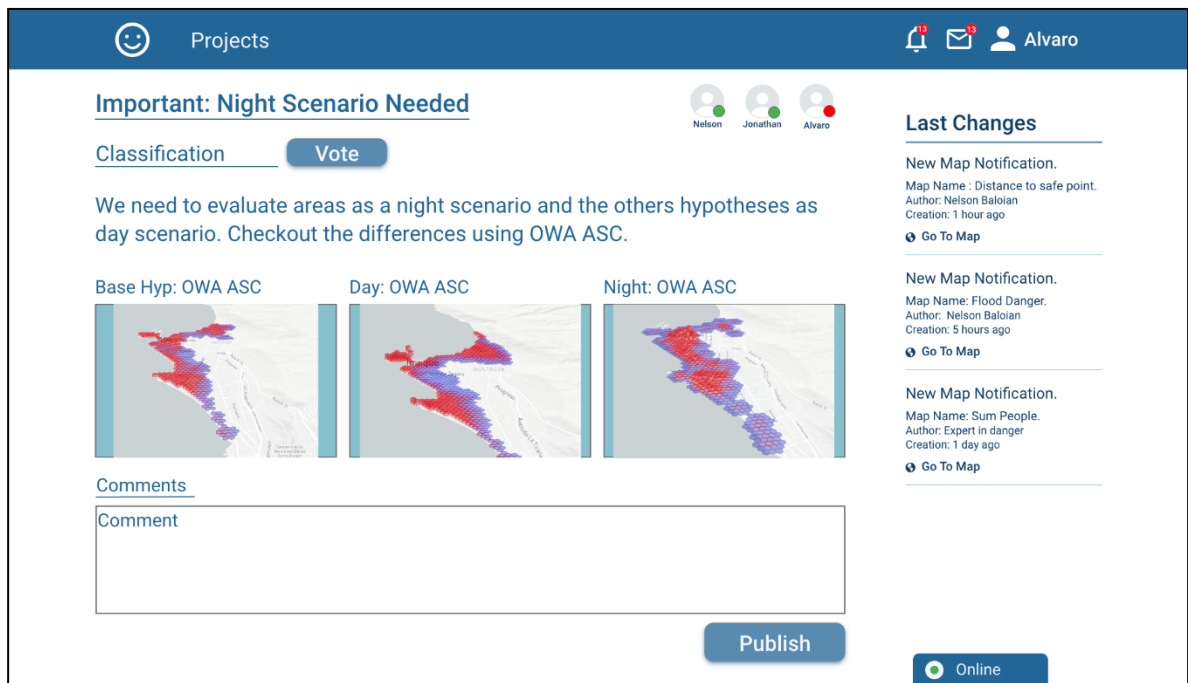 Projects
13
13
Alvaro
Important: Night Scenario Needed
Nelson
Jonathan
Alvaro
Classification
Vote
We need to evaluate areas as a night scenario and the others hypotheses as
day scenario. Checkout the differences using OWA ASC.
Base Hyp: OWA ASC
Day: OWA ASC
Night: OWA ASC
Comments
Comment
Publish
Last Changes
New Map Notification.
Map Name : Distance to safe point.
Author: Nelson Baloian
Creation: 1 hour ago
Go To Map
New Map Notification.
Map Name: Flood Danger.
Author: Nelson Baloian
Creation: 5 hours ago
Go To Map
New Map Notification.
Map Name: Sum People.
Author: Expert in danger
Creation: 1 day ago
Go To Map
Online